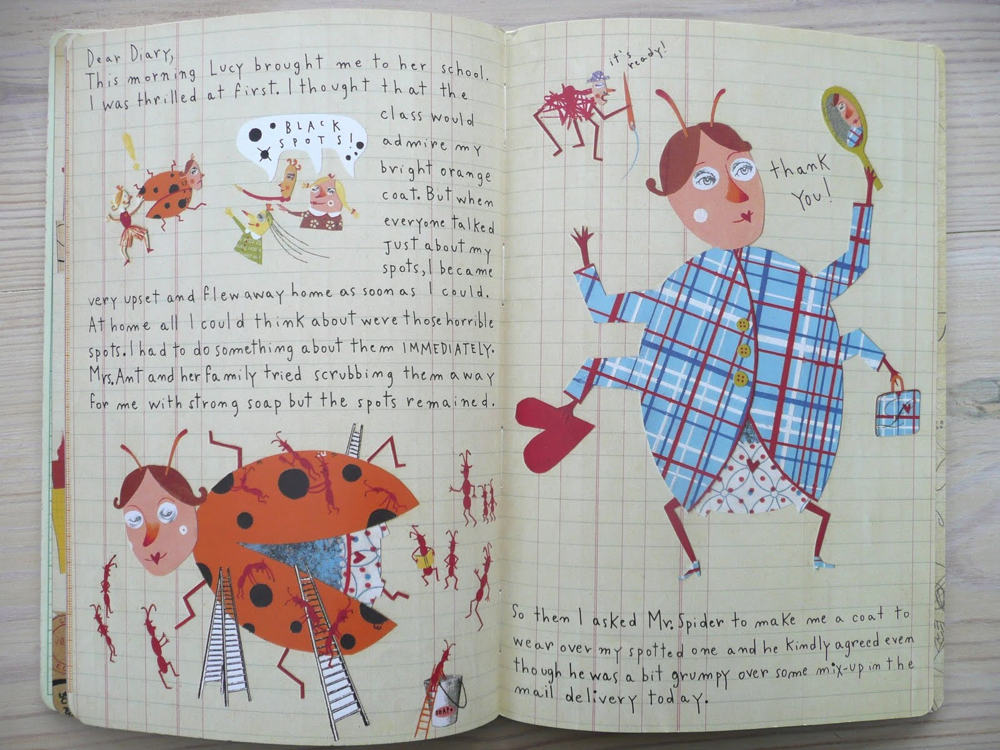 Dear Diary,
This morning Lucy brought me to her school.
I was thrilled at first. I thought that the
class would
admire my
bright orange
coat. But when
everyone talked
just about my
spots, I became
very upset and flew away home as soon as I could.
At home all I could think about were those horrible
spots. I had to do something about them IMMEDIATELY.
Mrs. Ant and her family tried scrubbing them away
for me with strong soap but the spots remained.
BLACK
SPOTS!
SOAP
it's
ready!
thank
you!
So then I asked Mr. Spider to make me a coat to
wear over my spotted one and he kindly agreed even
though he was a bit grumpy over some mix-up in the
mail delivery today.